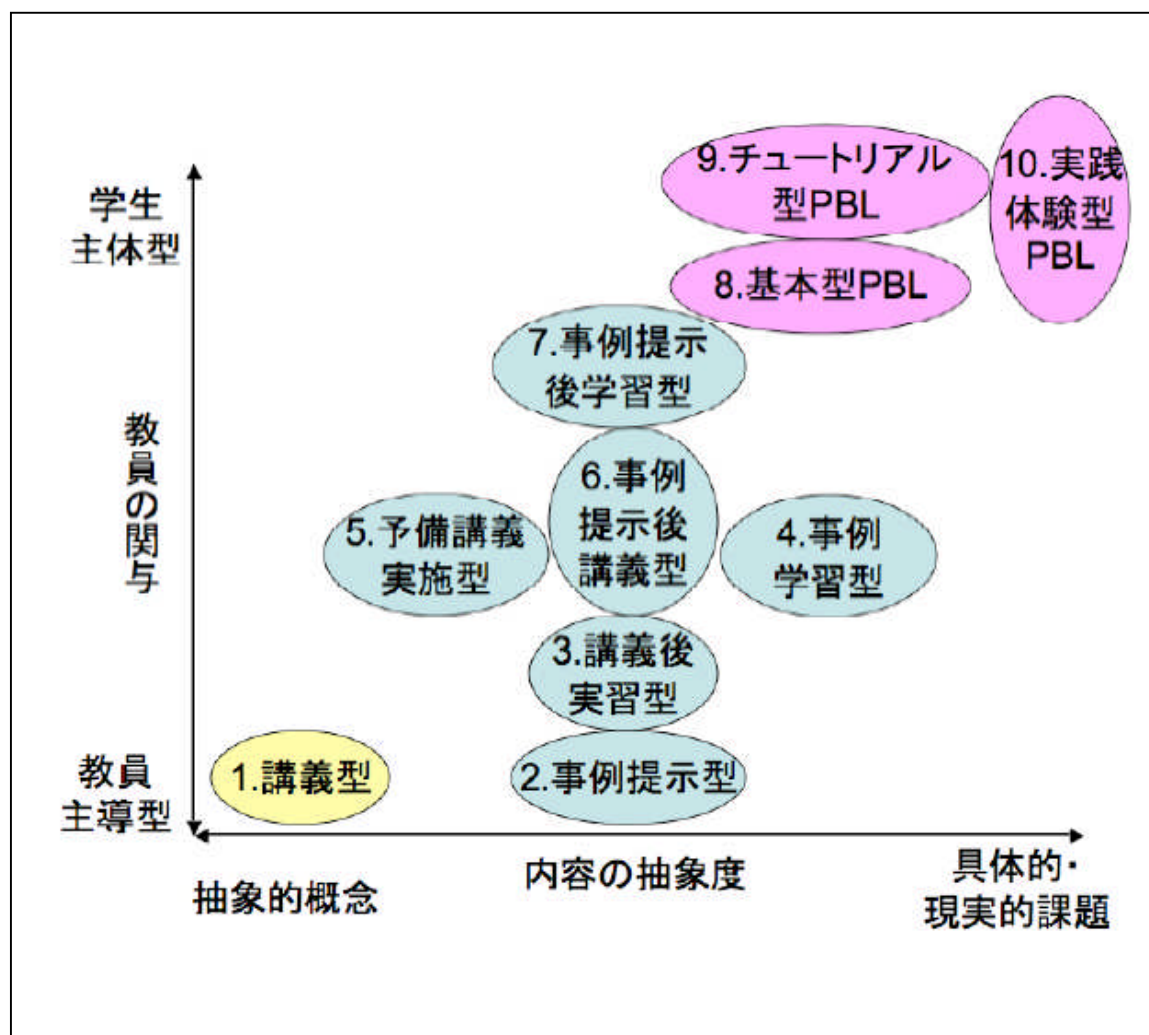 9.チュートリアル
型PBL
10.実践
体験型
PBL
学生
主体型
8.基本型PBL
7.事例提示
後学習型
教員の関与
6.事例
提示後
講義型
5.予備講義
実施型
4.事例
学習型
3.講義後
実習型
教員
主導型
1.講義型
2.事例提示型
抽象的概念
内容の抽象度
具体的・
現実的課題